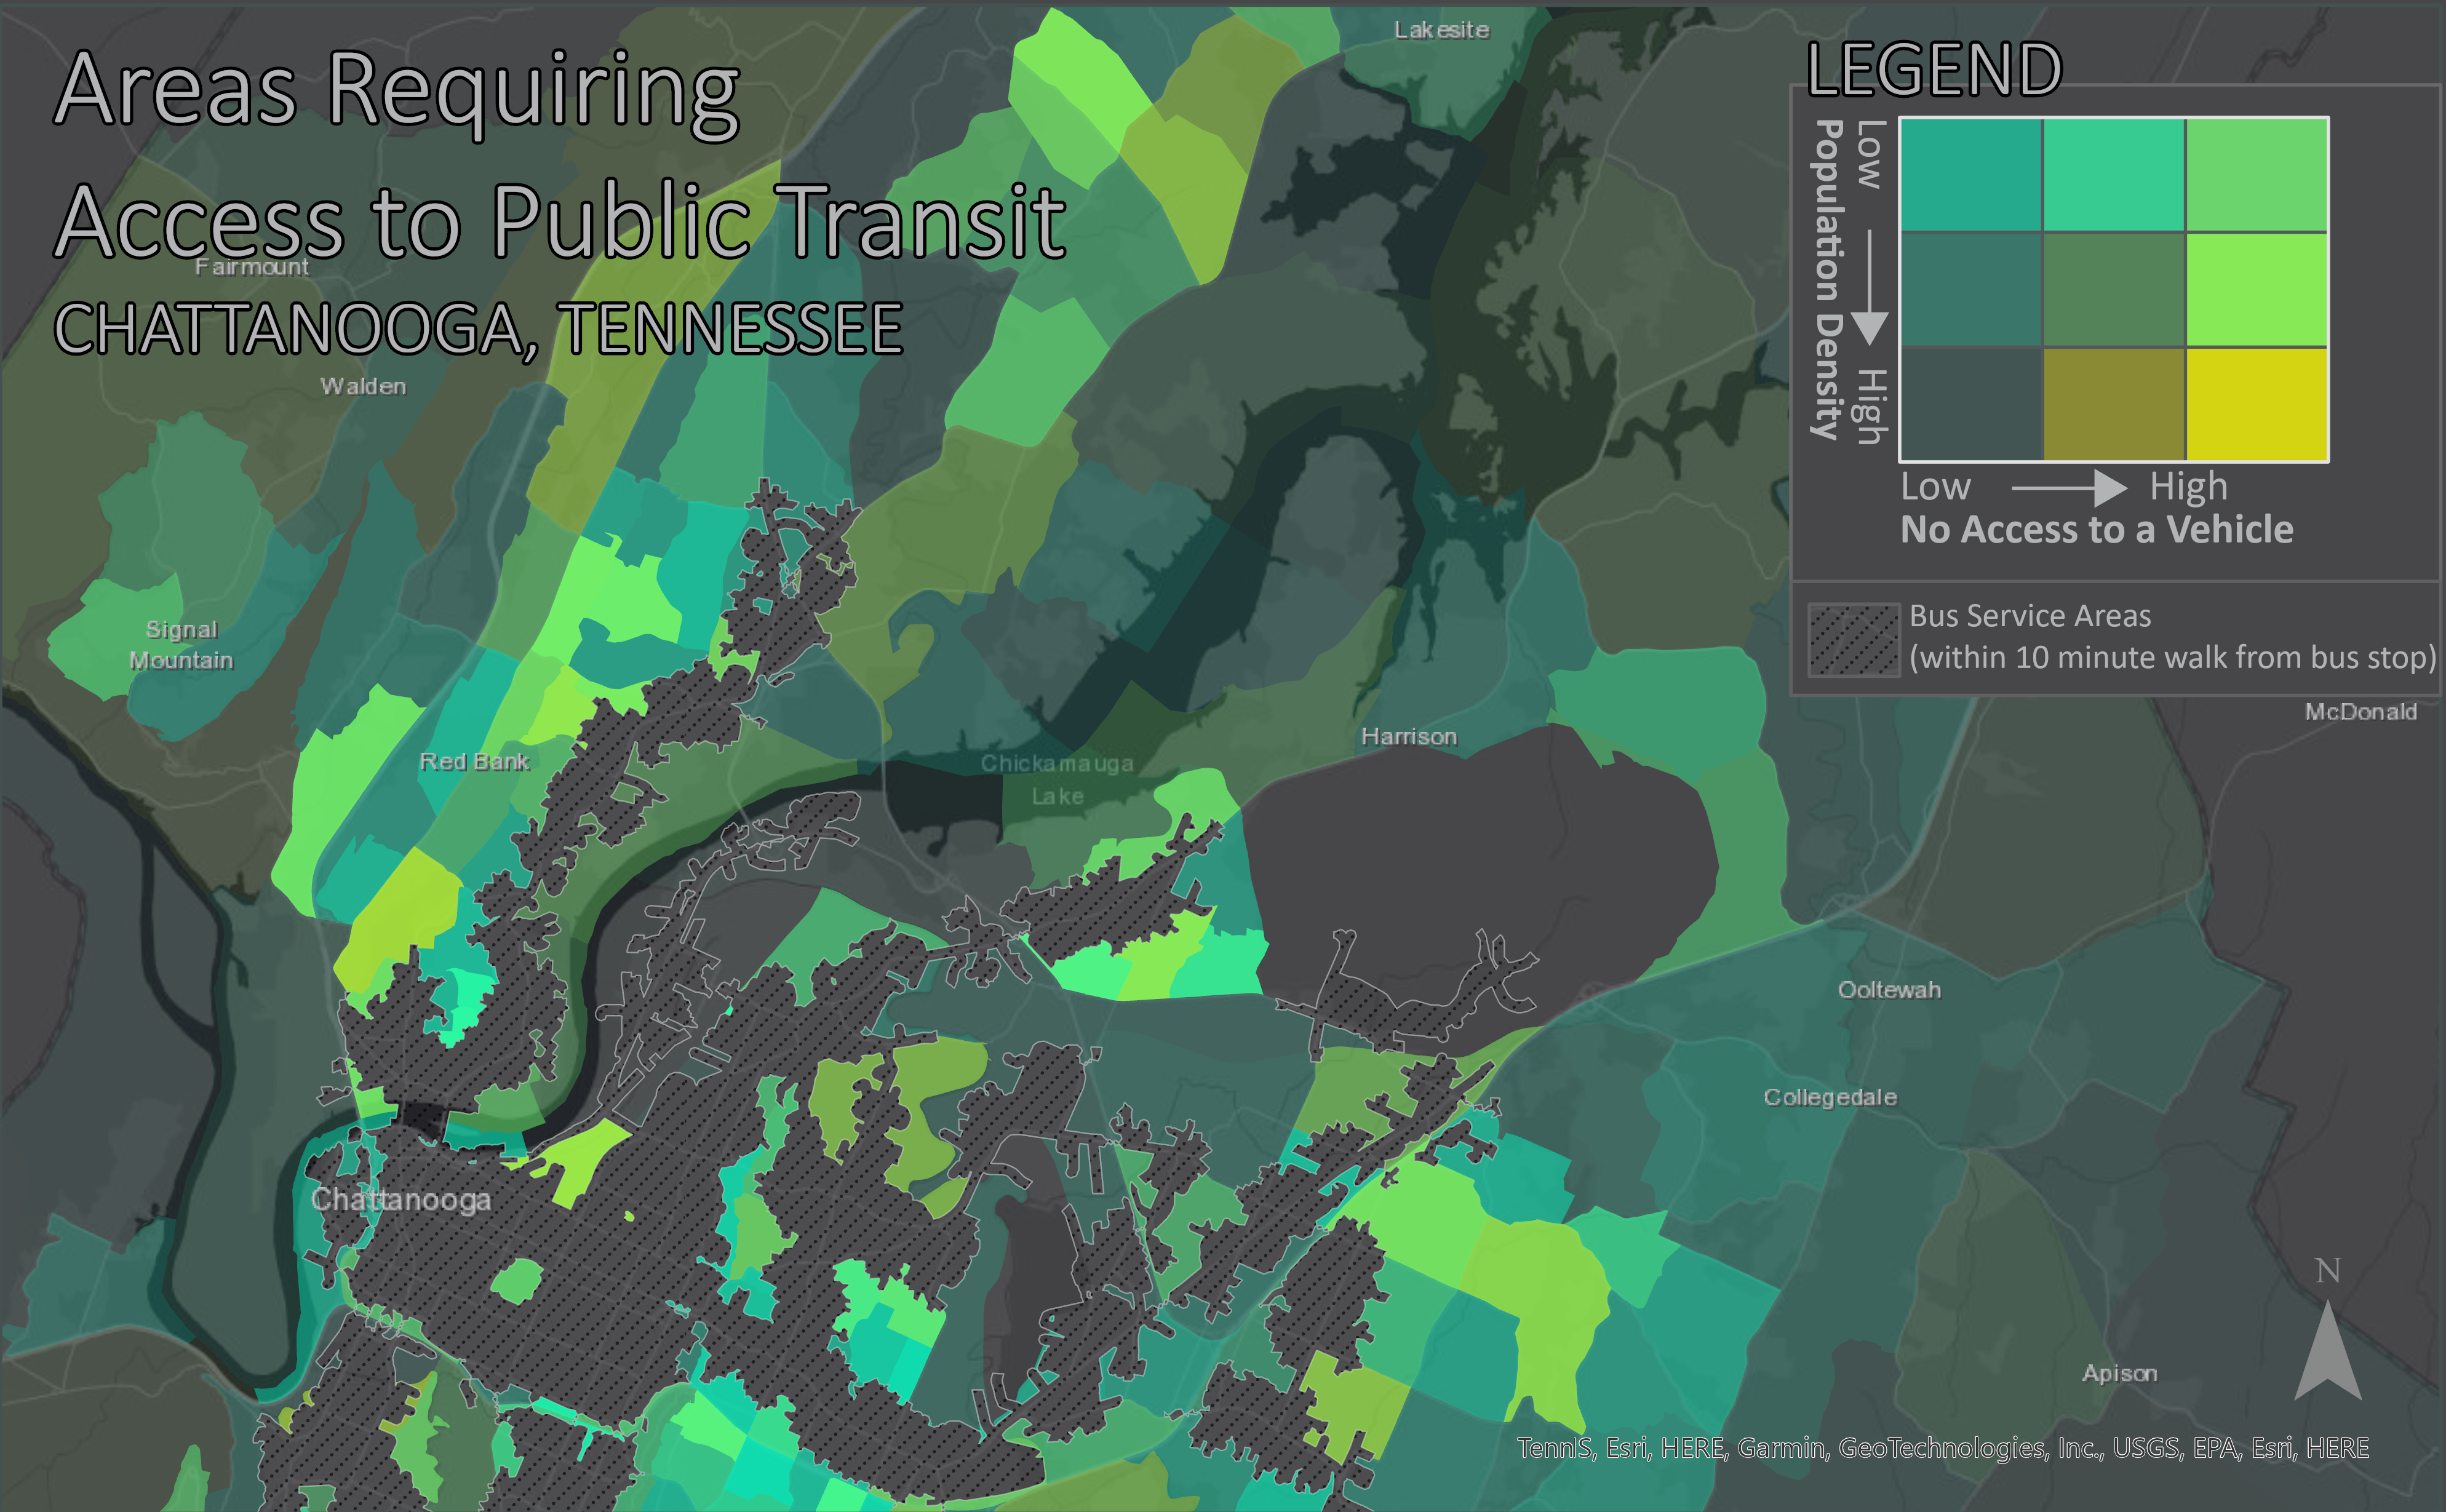 Areas Requiring
Access to Public Transit
CHATTANOOGA, TENNESSEE
LEGEND
Low
High
Population Density
Low
High
No Access to a Vehicle
Bus Service Areas
(within 10 minute walk from bus stop)
Lakesite
Fairmount
Walden
Signal
Mountain
Red Bank
Chickamauga
Lake
Harrison
McDonald
Ooltewah
Collegedale
Chattanooga
Apison
N
TennIS, Esri, HERE, Garmin, GeoTechnologies, Inc., USGS, EPA, Esri, HERE